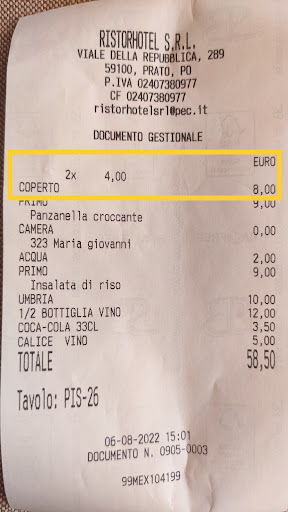 RISTORHOTEL S.R.L.
VIALE DELLA REPUBBLICA, 289
59100, PRATO, PO
P.IVA 02407380977
CF 02407380977
ristorhotelsrl@pec.it
DOCUMENTO GESTIONALE
EURO
2x 4,00
COPERTO 8,00
PRIMO 9,00
Panzanella croccante
CAMERA 0,00
323 Maria giovanni
ACQUA 2,00
PRIMO 9,00
Insalata di riso
UMBRIA 10,00
1/2 BOTTIGLIA VINO 12,00
COCA-COLA 33CL 3,50
CALICE VINO 5,00
TOTALE 58,50
Tavolo: PIS-26
06-08-2022 15:01
DOCUMENTO N. 0905-0003
99MEX104199